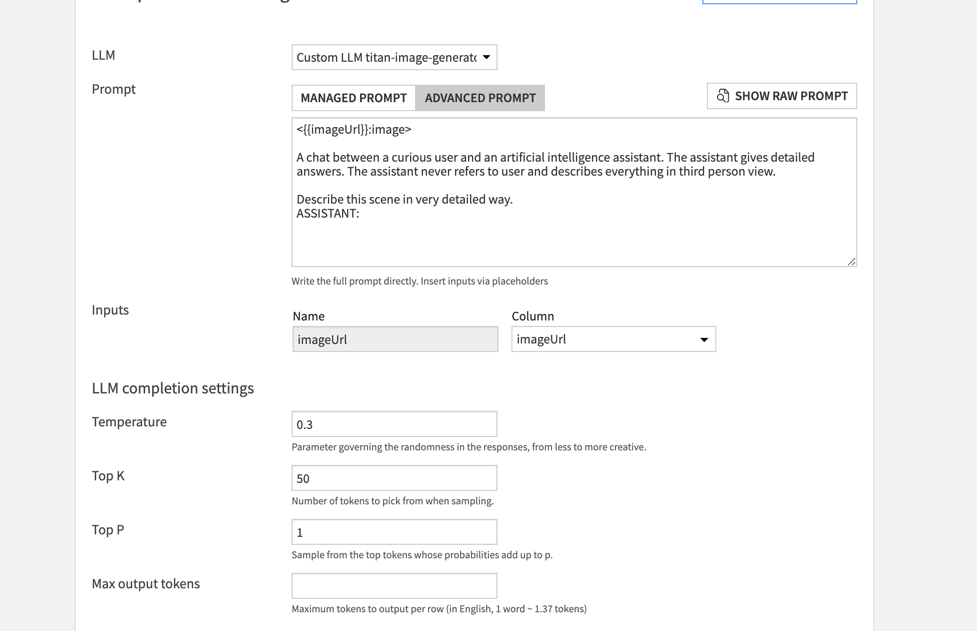 LLM
Custom LLM titan-image-generato
Prompt
MANAGED PROMPT
ADVANCED PROMPT
SHOW RAW PROMPT
<{{imageUrl}}:image>
A chat between a curious user and an artificial intelligence assistant. The assistant gives detailed
answers. The assistant never refers to user and describes everything in third person view.
Describe this scene in very detailed way.
ASSISTANT:
Write the full prompt directly. Insert inputs via placeholders
Inputs
Name
Column
imageUrl
imageUrl
LLM completion settings
Temperature
0.3
Parameter governing the randomness in the responses, from less to more creative.
Top K
50
Number of tokens to pick from when sampling.
Top P
1
Sample from the top tokens whose probabilities add up to p.
Max output tokens
Maximum tokens to output per row (in English, 1 word ~ 1.37 tokens)